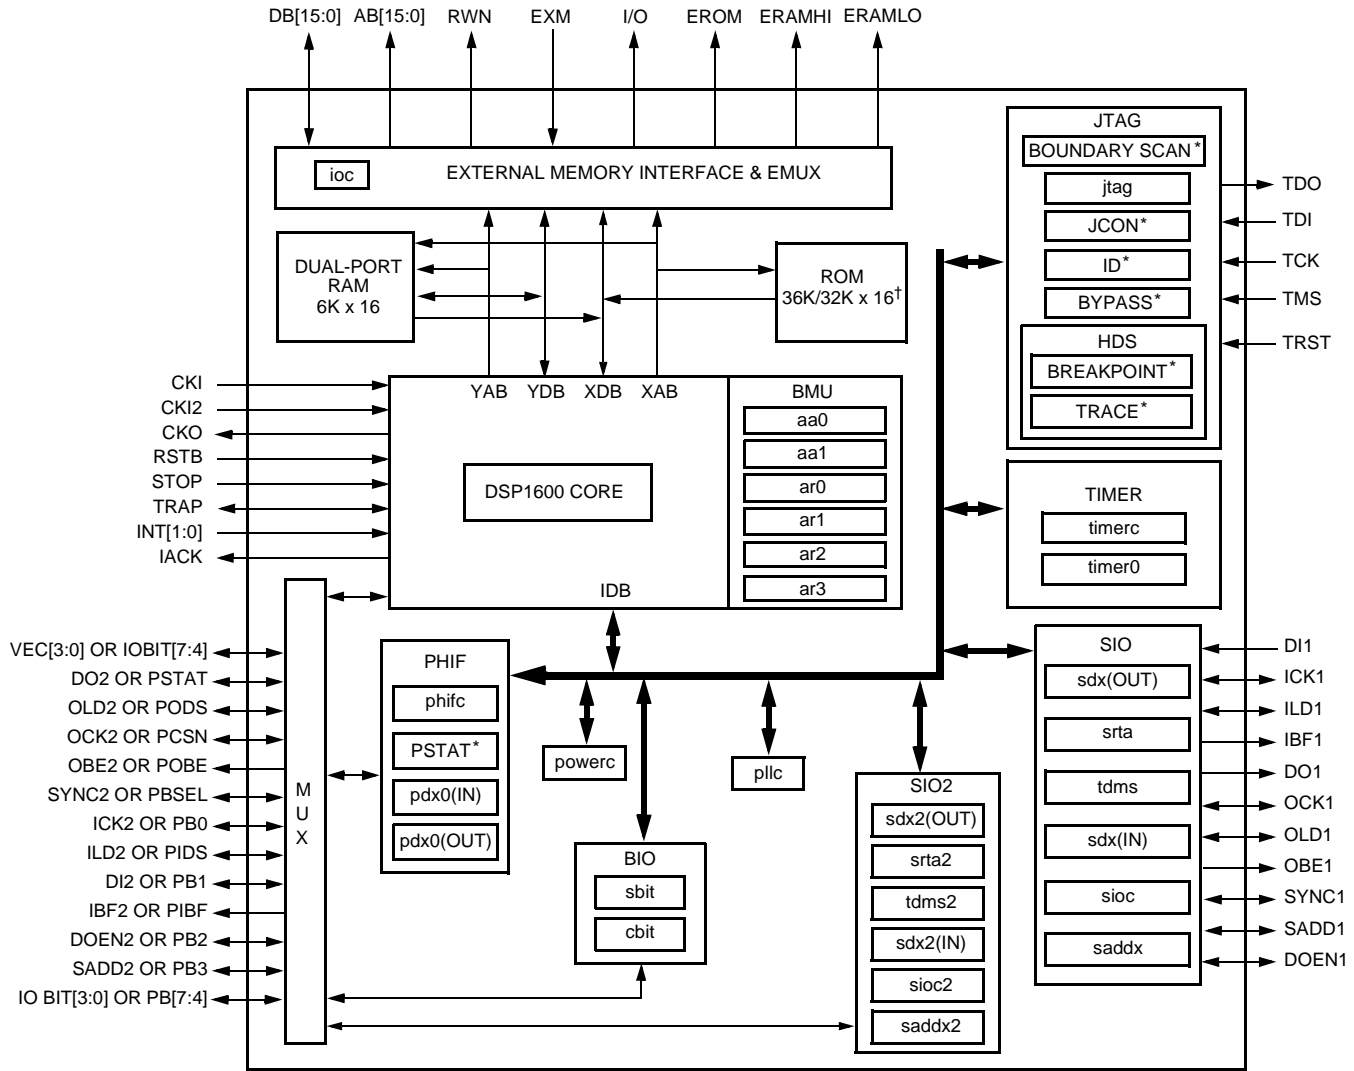 DB[15:0] AB[15:0] RWN EXM I/O EROM ERAMHI ERAMLO
ioc
EXTERNAL MEMORY INTERFACE & EMUX
DUAL-PORT
RAM
6K x 16
ROM
36K/32K x 16†
JTAG
BOUNDARY SCAN*
jtag
JCON*
ID*
BYPASS*
HDS
BREAKPOINT*
TRACE*
TDO
TDI
TCK
TMS
TRST
CKI
CKI2
CKO
RSTB
STOP
TRAP
INT[1:0]
IACK
YAB YDB XDB XAB
DSP1600 CORE
IDB
BMU
aa0
aa1
ar0
ar1
ar2
ar3
TIMER
timerc
timer0
VEC[3:0] OR IOBIT[7:4]
DO2 OR PSTAT
OLD2 OR PODS
OCK2 OR PCSN
OBE2 OR POBE
SYNC2 OR PBSEL
ICK2 OR PB0
ILD2 OR PIDS
DI2 OR PB1
IBF2 OR PIBF
DOEN2 OR PB2
SADD2 OR PB3
IO BIT[3:0] OR PB[7:4]
M
U
X
PHIF
phifc
PSTAT*
pdx0(IN)
pdx0(OUT)
powerc
pllc
BIO
sbit
cbit
SIO2
sdx2(OUT)
srta2
tdms2
sdx2(IN)
sioc2
saddx2
SIO
sdx(OUT)
srta
tdms
sdx(IN)
sioc
saddx
DI1
ICK1
ILD1
IBF1
DO1
OCK1
OLD1
OBE1
SYNC1
SADD1
DOEN1